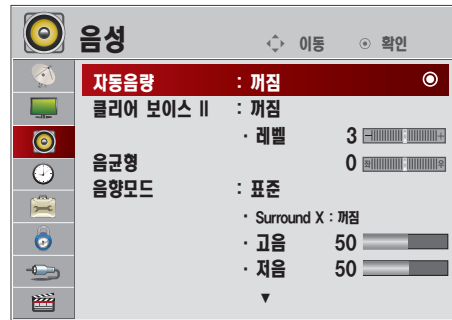 음성 이동 확인
자동음량 : 꺼짐
클리어 보이스 II : 꺼짐
· 레벨 3
음균형 0 좌 우
음향모드 : 표준
· Surround X : 꺼짐
· 고음 50
· 저음 50
▼